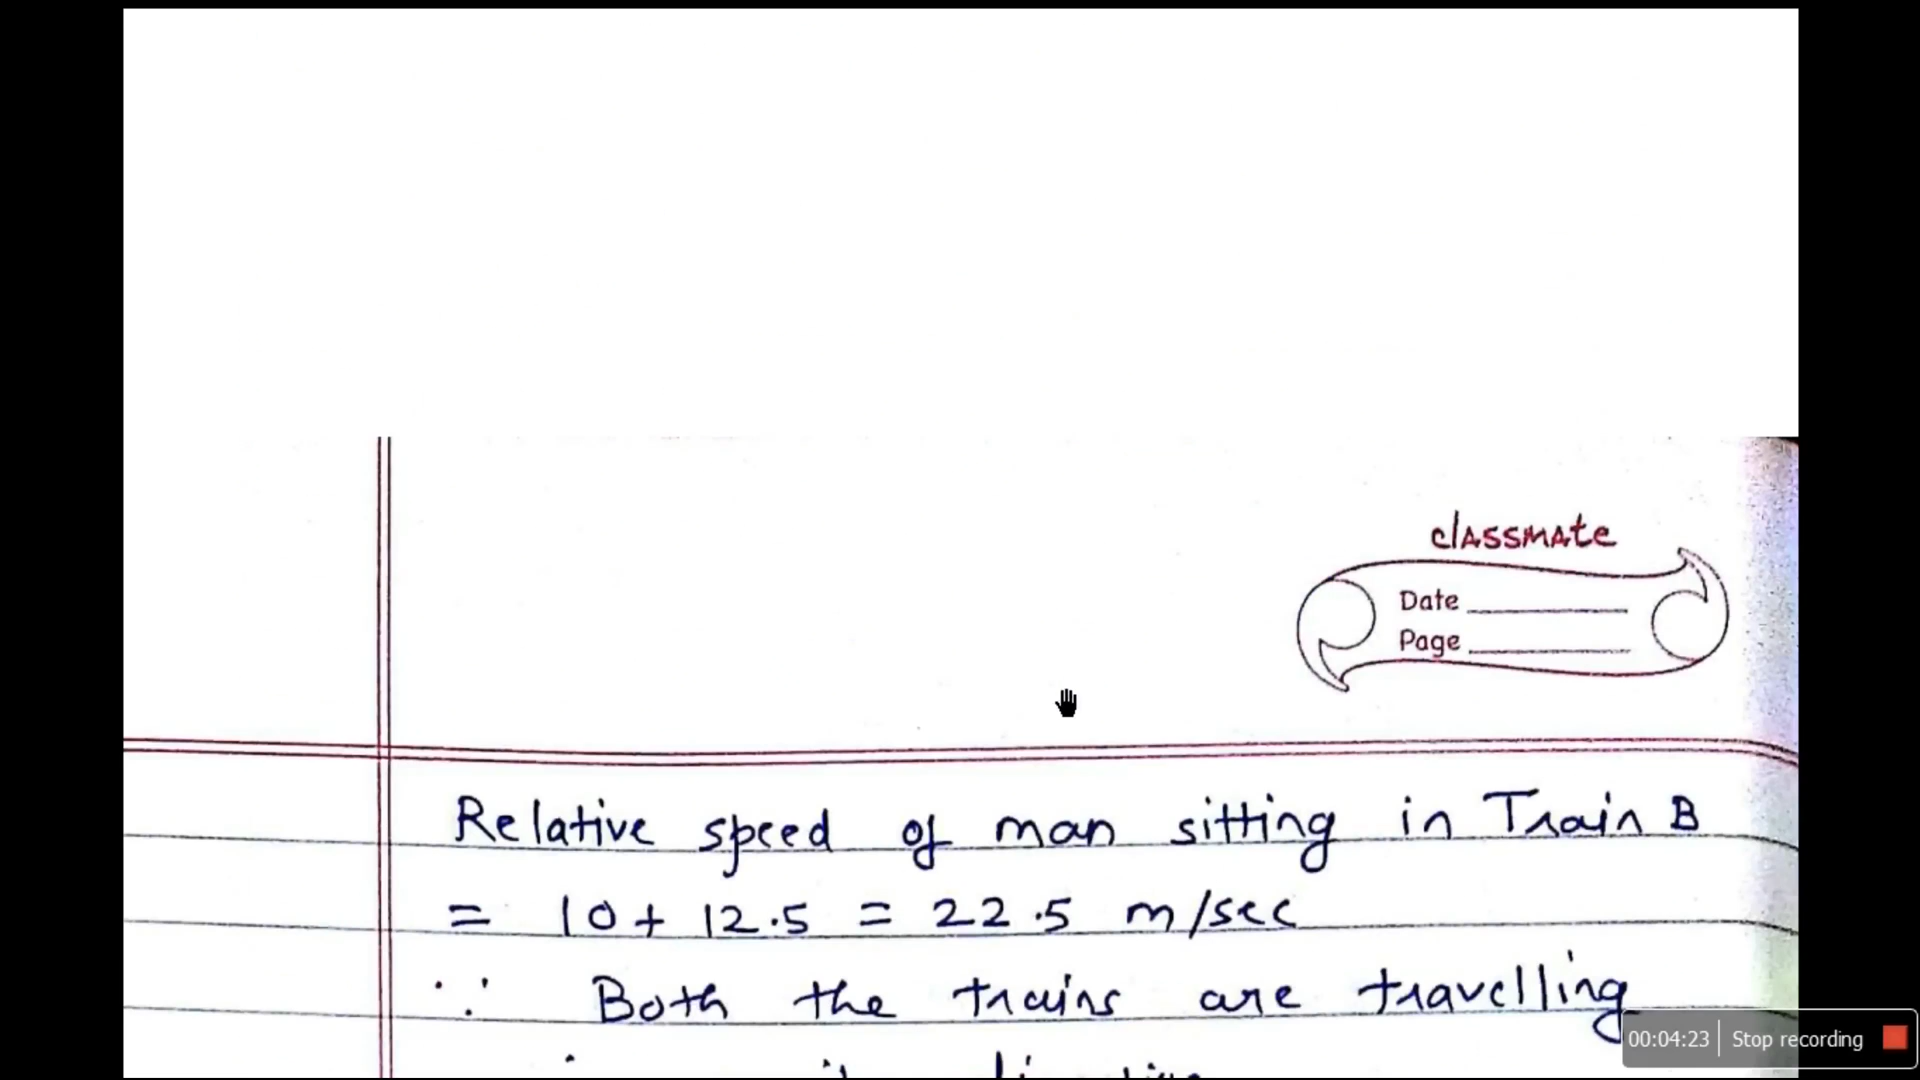 classmate
Date
Page
Relative speed of man sitting in Train B
= 10 + 12.5 = 22.5 m/sec
∵ Both the trains are travelling
00:04:23 Stop recording